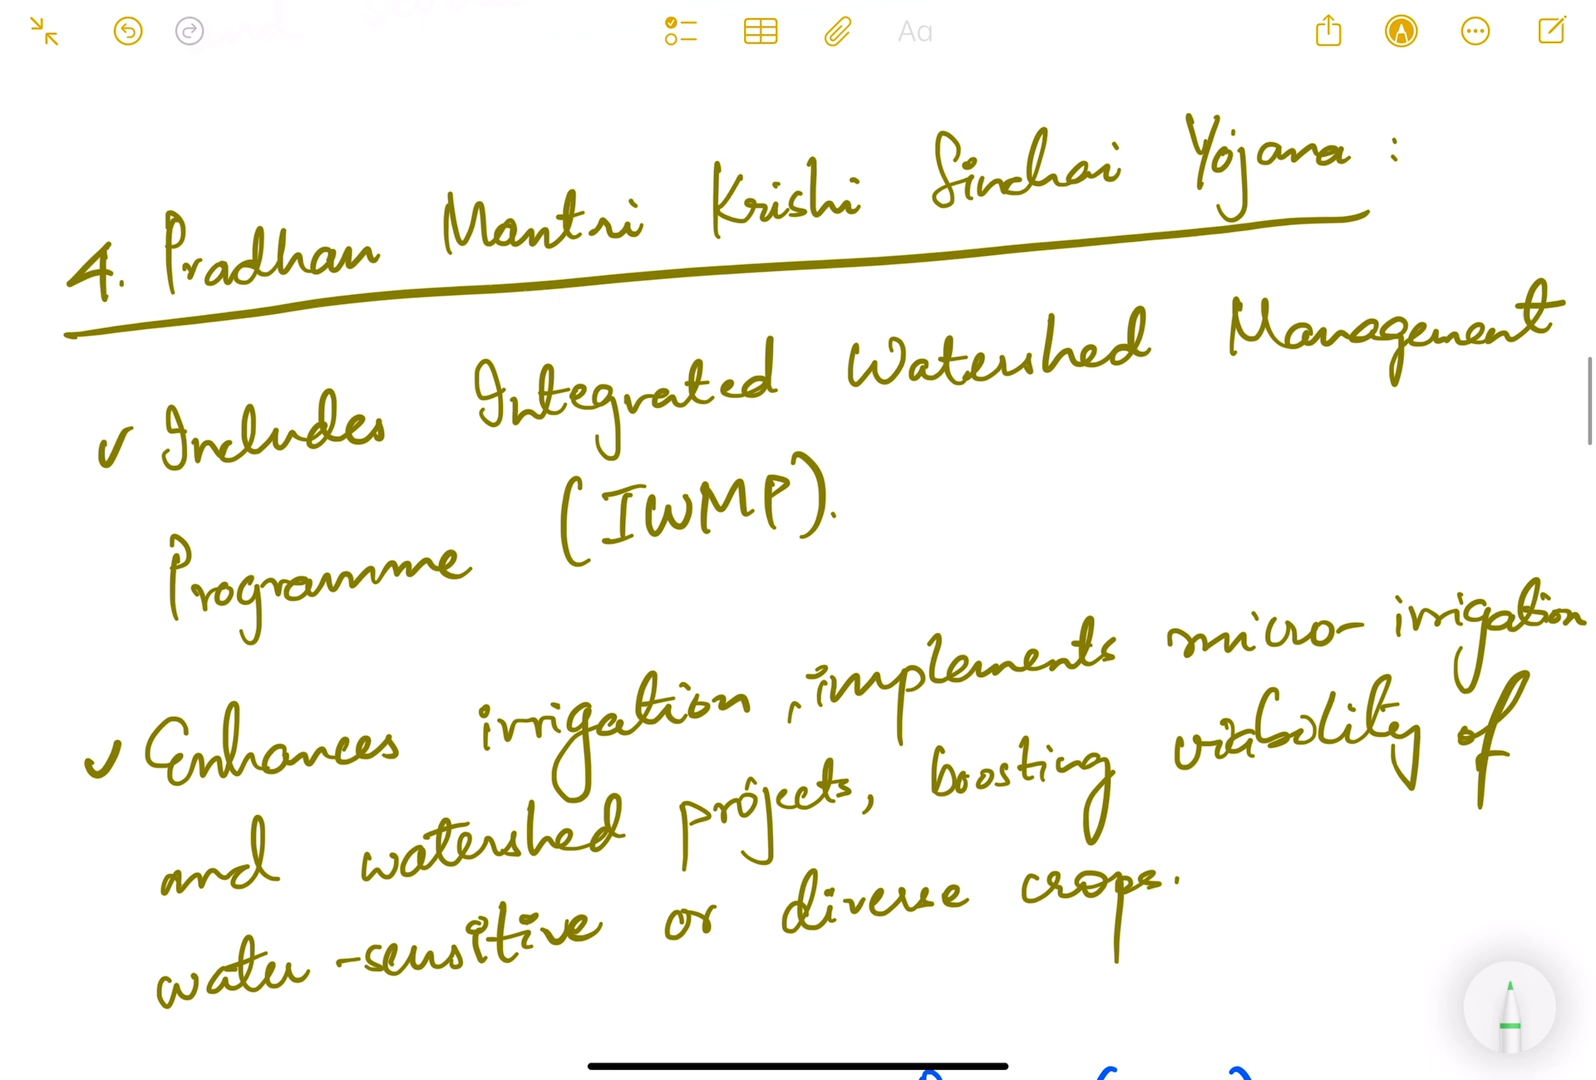 Aa
4. Pradhan Mantri Krishi Sinchai Yojana :
✓ Includes Integrated Watershed Management
Programme (IWMP).
✓ Enhances irrigation, implements micro-irrigation
and watershed projects, boosting viability of
water-sensitive or diverse crops.